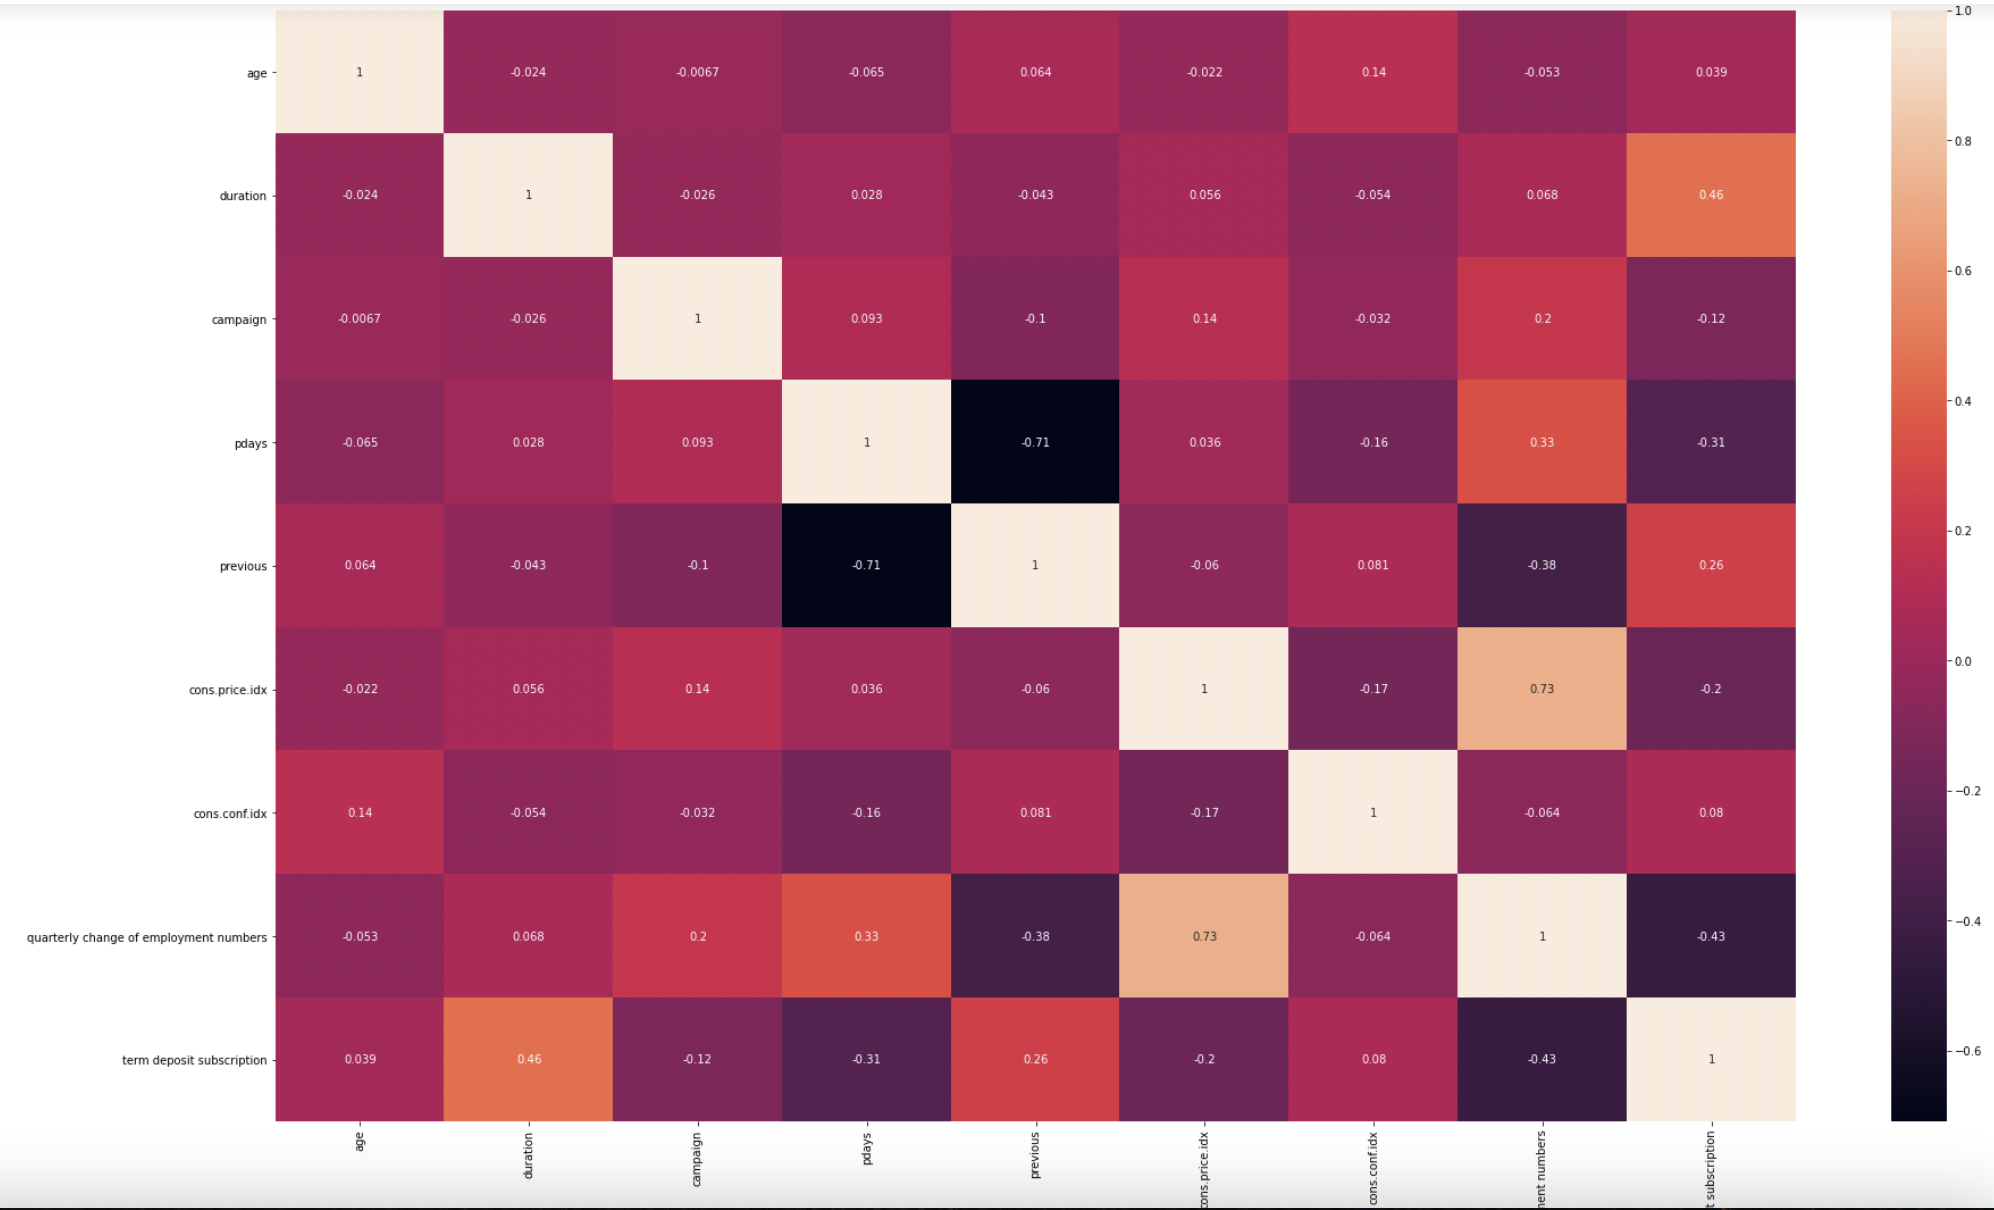 age 1 -0.024 -0.0067 -0.065 0.064 -0.022 0.14 -0.053 0.039
duration -0.024 1 -0.026 0.028 -0.043 0.056 -0.054 0.068 0.46
campaign -0.0067 -0.026 1 0.093 -0.1 0.14 -0.032 0.2 -0.12
pdays -0.065 0.028 0.093 1 -0.71 0.036 -0.16 0.33 -0.31
previous 0.064 -0.043 -0.1 -0.71 1 -0.06 0.081 -0.38 0.26
cons.price.idx -0.022 0.056 0.14 0.036 -0.06 1 -0.17 0.73 -0.2
cons.conf.idx 0.14 -0.054 -0.032 -0.16 0.081 -0.17 1 -0.064 0.08
quarterly change of employment numbers -0.053 0.068 0.2 0.33 -0.38 0.73 -0.064 1 -0.43
term deposit subscription 0.039 0.46 -0.12 -0.31 0.26 -0.2 0.08 -0.43 1
age
duration
campaign
pdays
previous
cons.price.idx
cons.conf.idx
ment numbers
t subscription
1.0
0.8
0.6
0.4
0.2
0.0
−0.2
−0.4
−0.6